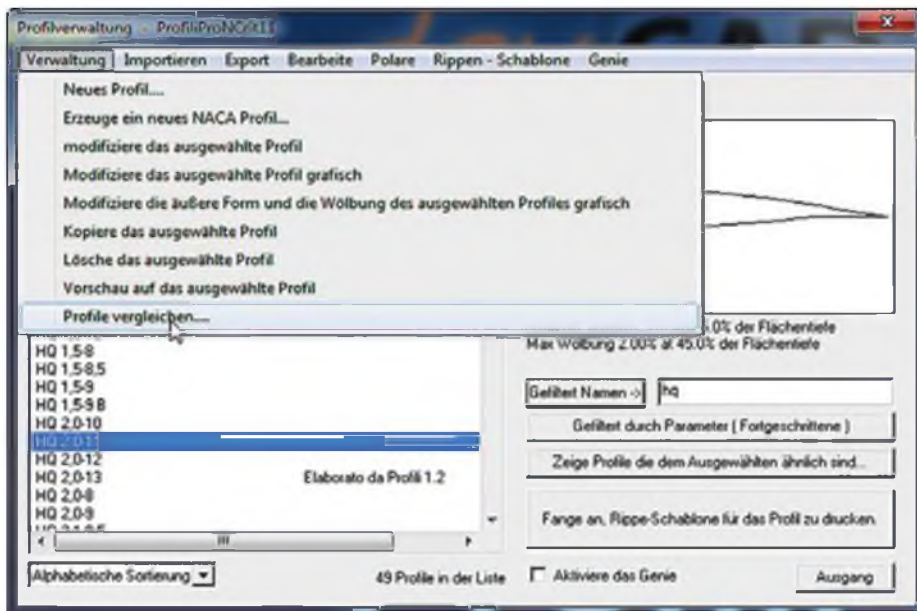 Profilverwaltung - ProfiliProNCrit11
Verwaltung Importieren Export Bearbeite Polare Rippen - Schablone Genie
Neues Profil....
Erzeuge ein neues NACA Profil...
modifiziere das ausgewählte Profil
Modifiziere das ausgewählte Profil grafisch
Modifiziere die äußere Form und die Wölbung des ausgewählten Profiles grafisch
Kopiere das ausgewählte Profil
Lösche das ausgewählte Profil
Vorschau auf das ausgewählte Profil
Profile vergleichen....
.0% der Flächentiefe
Max Wölbung 2.00% at 45.0% der Flächentiefe
HQ 1,5-8
HQ 1,5-8,5
HQ 1,5-9
HQ 1,5-9 B
HQ 2,0-10
HQ 2,0-11
HQ 2,0-12
HQ 2,0-13 Elaborato da Profili 1.2
HQ 2,0-8
HQ 2,0-9
Gefiltert Namen -> hq
Gefiltert durch Parameter ( Fortgeschrittene )
Zeige Profile die dem Ausgewählten ähnlich sind...
Fange an, Rippe-Schablone für das Profil zu drucken.
Alphabetische Sortierung 49 Profile in der Liste Aktiviere das Genie Ausgang